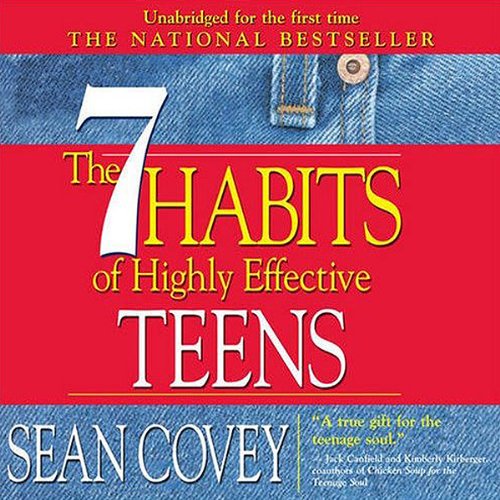 Unabridged for the first time
THE NATIONAL BESTSELLER
The 7 HABITS
of Highly Effective
TEENS
SEAN COVEY
"A true gift for the
teenage soul."
— Jack Canfield and Kimberly Kirberger,
coauthors of Chicken Soup for the
Teenage Soul